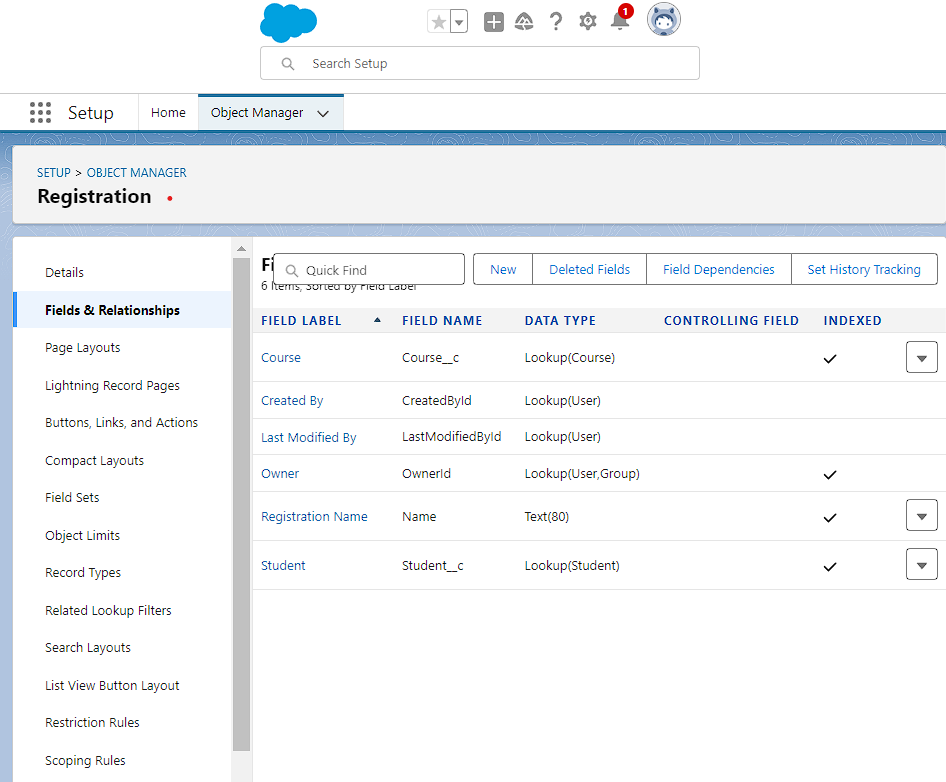 1
Search Setup
Setup Home Object Manager
SETUP > OBJECT MANAGER
Registration
Details
Fields & Relationships
Page Layouts
Lightning Record Pages
Buttons, Links, and Actions
Compact Layouts
Field Sets
Object Limits
Record Types
Related Lookup Filters
Search Layouts
List View Button Layout
Restriction Rules
Scoping Rules
Fi Quick Find New Deleted Fields Field Dependencies Set History Tracking
6 Items, Sorted by Field Label
FIELD LABEL FIELD NAME DATA TYPE CONTROLLING FIELD INDEXED
Course Course__c Lookup(Course)
Created By CreatedById Lookup(User)
Last Modified By LastModifiedById Lookup(User)
Owner OwnerId Lookup(User,Group)
Registration Name Name Text(80)
Student Student__c Lookup(Student)